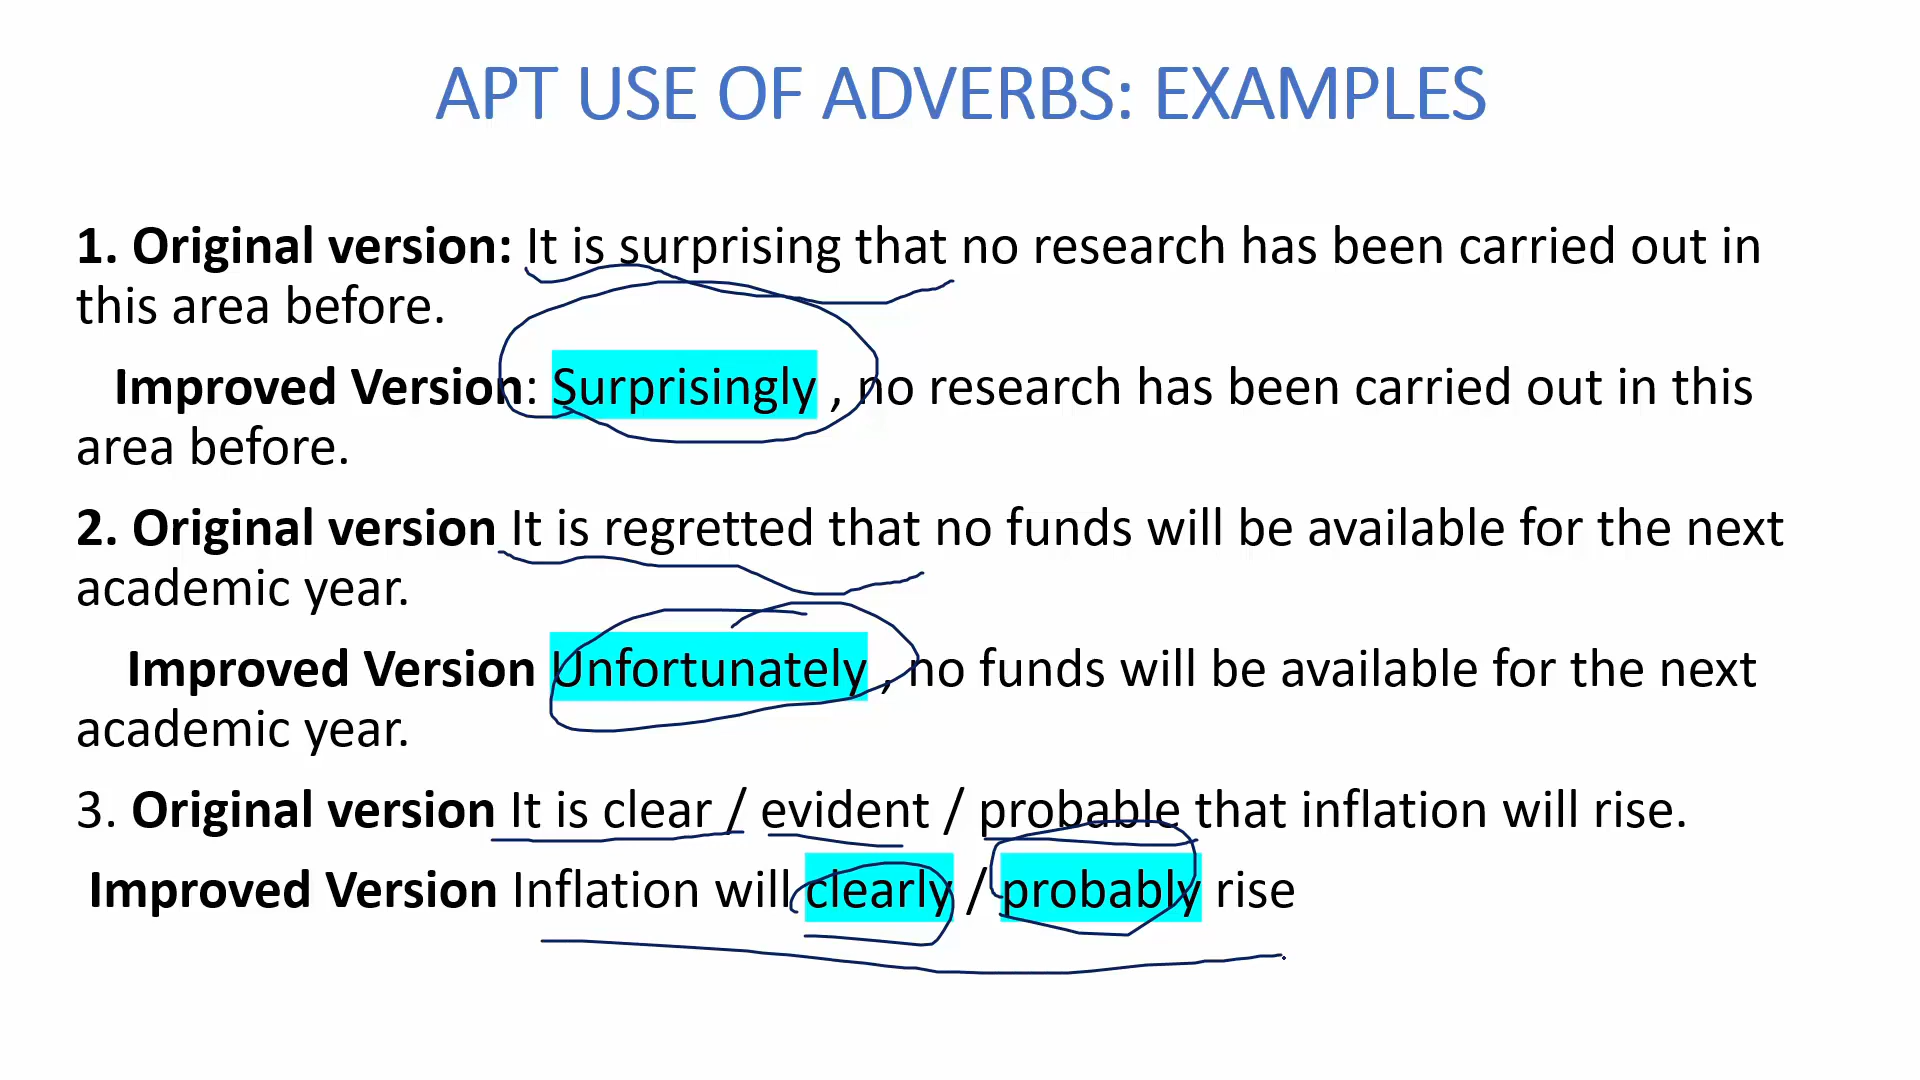 APT USE OF ADVERBS: EXAMPLES
1. Original version: It is surprising that no research has been carried out in
this area before.
Improved Version: Surprisingly , no research has been carried out in this
area before.
2. Original version It is regretted that no funds will be available for the next
academic year.
Improved Version Unfortunately , no funds will be available for the next
academic year.
3. Original version It is clear / evident / probable that inflation will rise.
Improved Version Inflation will clearly / probably rise